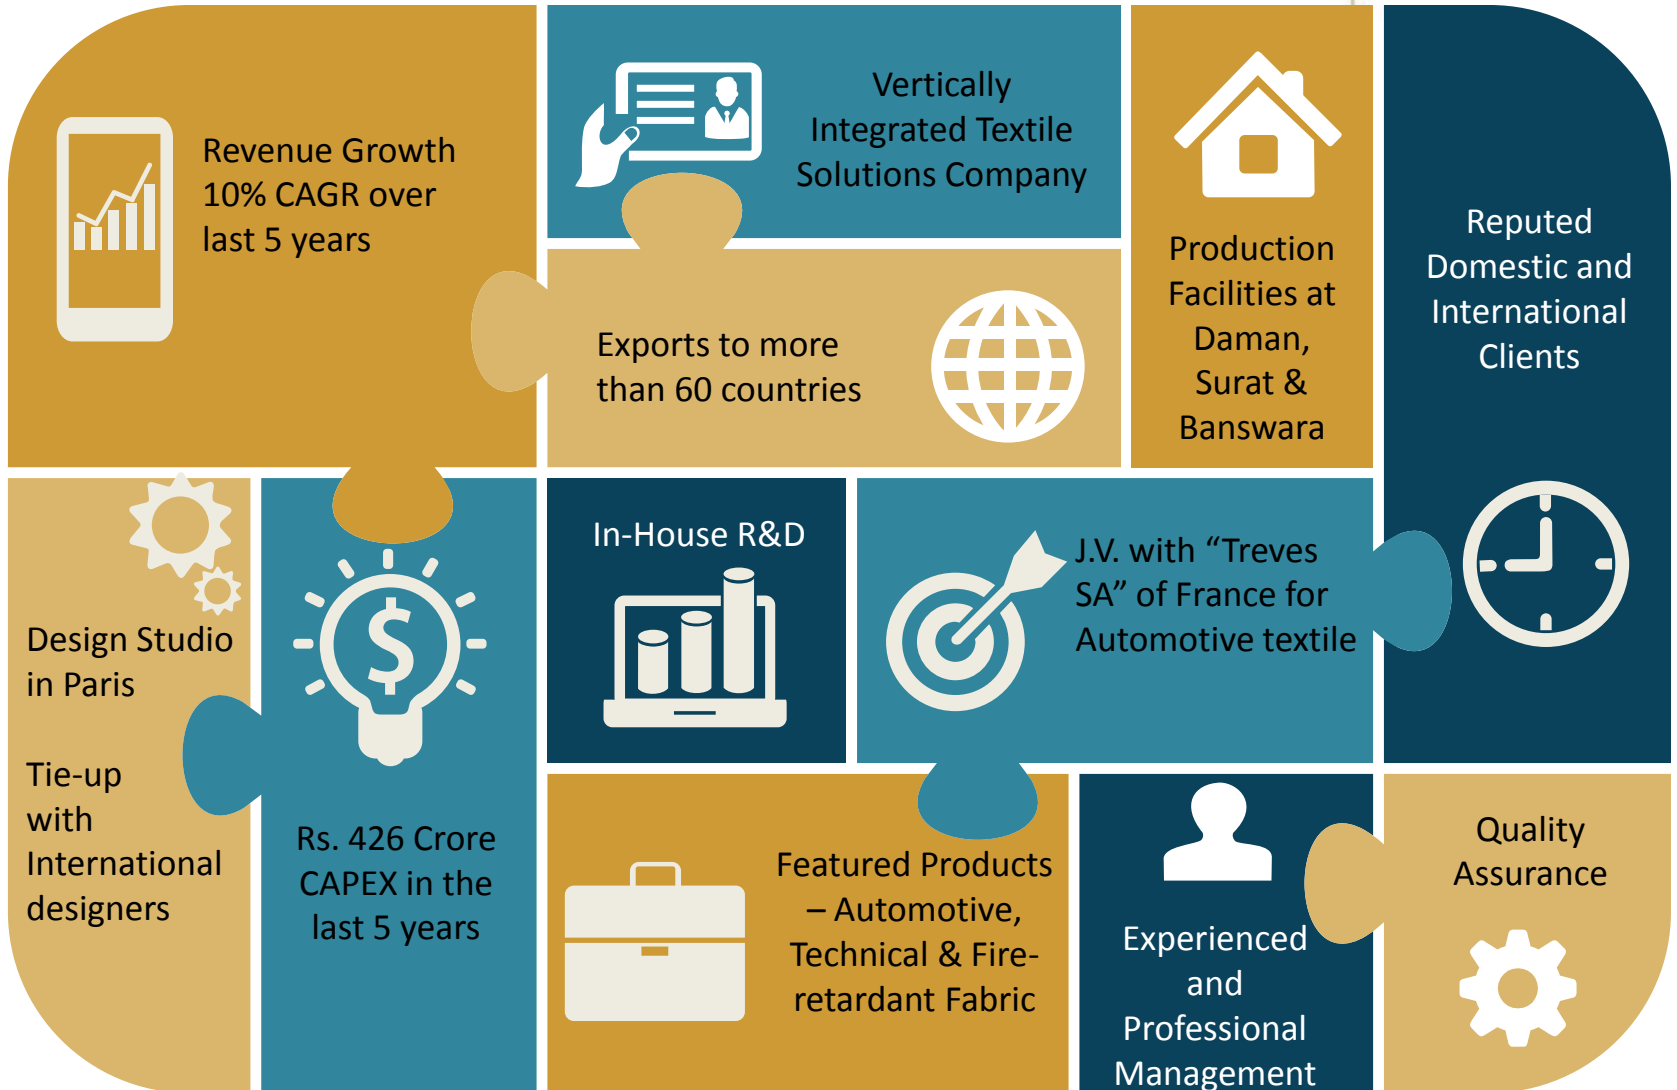 Revenue Growth
10% CAGR over
last 5 years
Vertically
Integrated Textile
Solutions Company
Exports to more
than 60 countries
Production
Facilities at
Daman,
Surat &
Banswara
Reputed
Domestic and
International
Clients
Design Studio
in Paris
Tie-up
with
International
designers
$
Rs. 426 Crore
CAPEX in the
last 5 years
In-House R&D
J.V. with “Treves
SA” of France for
Automotive textile
Featured Products
– Automotive,
Technical & Fire-
retardant Fabric
Experienced
and
Professional
Management
Quality
Assurance